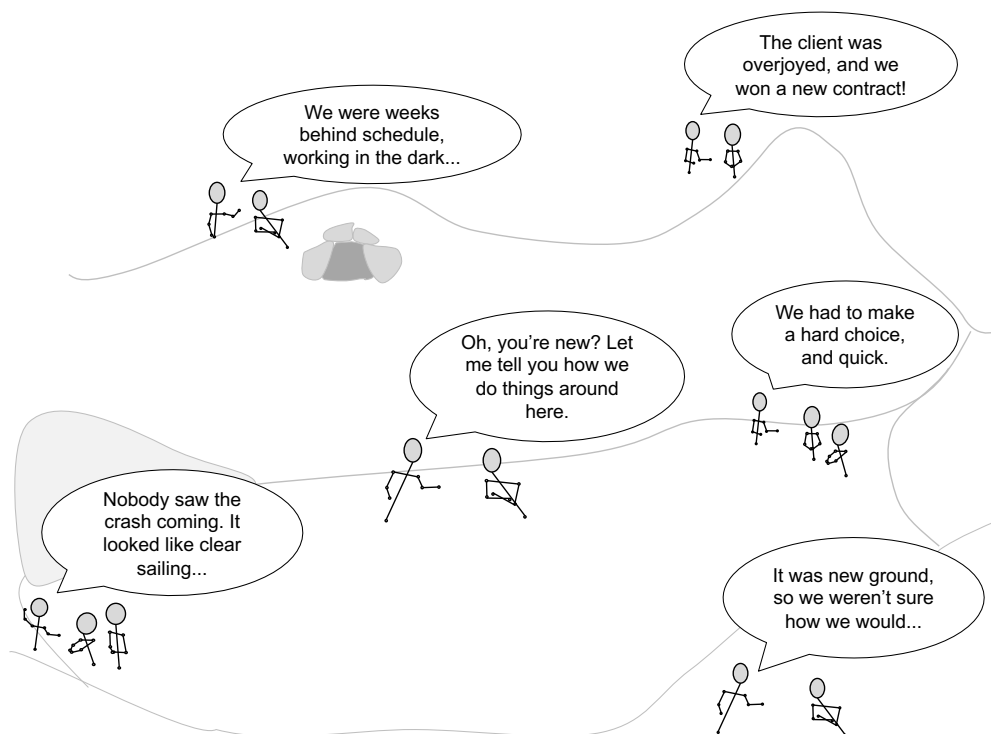 The client was
overjoyed, and we
won a new contract!
We were weeks
behind schedule,
working in the dark...
We had to make
a hard choice,
and quick.
Oh, you're new? Let
me tell you how we
do things around
here.
Nobody saw the
crash coming. It
looked like clear
sailing...
It was new ground,
so we weren't sure
how we would...